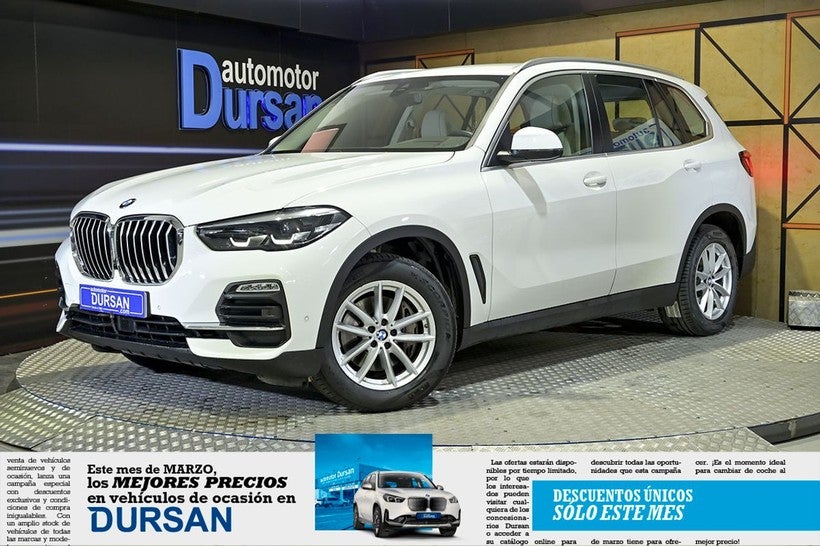 automotor
Dursan
automotor
DURSAN
.com
venta de vehículos
seminuevos y de
ocasión, lanza una
campaña especial
con descuentos
exclusivos y condi-
ciones de compra
inigualables. Con
un amplio stock de
vehículos de todas
las marcas y mode-
Este mes de MARZO,
los MEJORES PRECIOS
en vehículos de ocasión en
DURSAN
automotor Dursan
Las ofertas estarán dispo-
nibles por tiempo limitado,
por lo que
los interesa-
dos pueden
visitar cual-
quiera de los
concesiona-
rios Dursan
o acceder a
su catálogo online para
descubrir todas las oportu-
nidades que esta campaña
de marzo tiene para ofre-
cer. ¡Es el momento ideal
para cambiar de coche al
mejor precio!
DESCUENTOS ÚNICOS
SÓLO ESTE MES